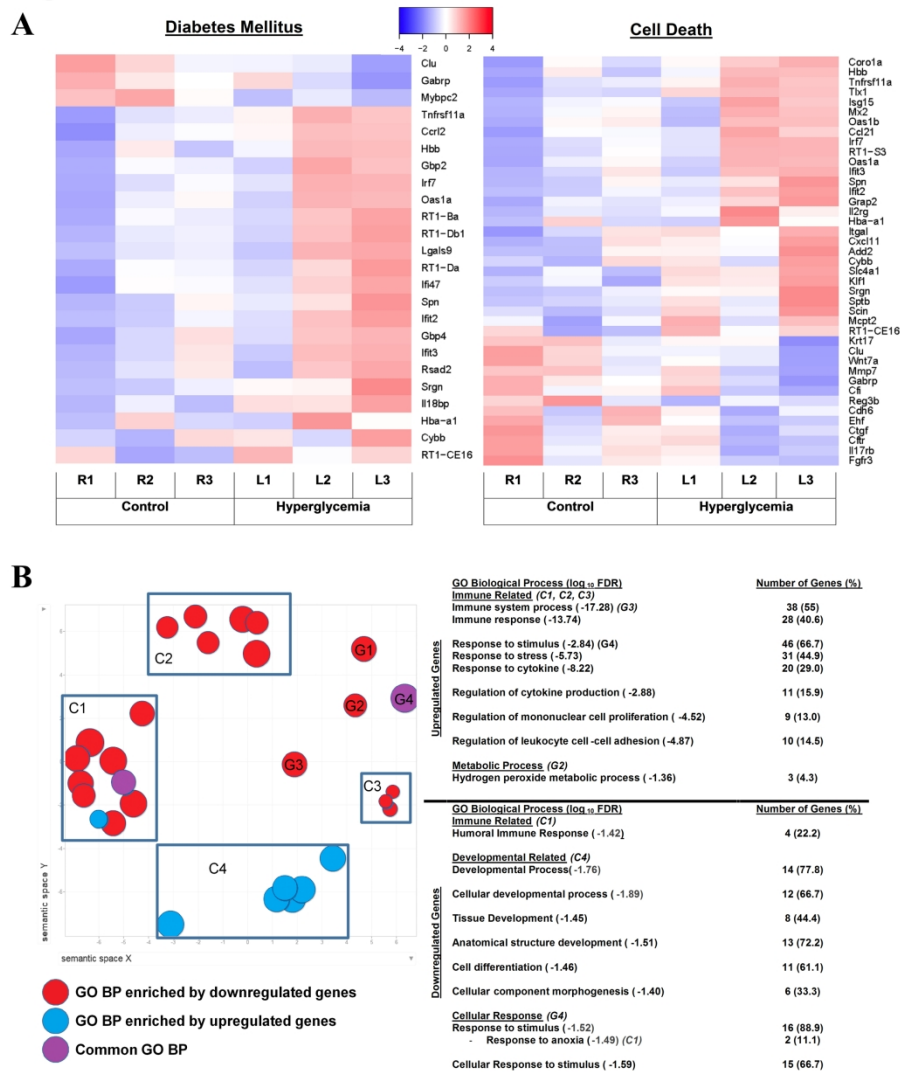 A
Diabetes Mellitus
-4 -2 0 2 4
Cell Death
Clu
Gabrp
Mybpc2
Tnfrsf11a
Ccrl2
Hbb
Gbp2
Irf7
Oas1a
RT1-Ba
RT1-Db1
Lgals9
RT1-Da
Ifi47
Spn
Ifit2
Gbp4
Ifit3
Rsad2
Srgn
Il18bp
Hba-a1
Cybb
RT1-CE16
R1 R2 R3 L1 L2 L3
Control Hyperglycemia
Coro1a
Hbb
Tnfrsf11a
Tlx1
Isg15
Mx2
Oas1b
Ccl21
Irf7
RT1-S3
Oas1a
Ifit3
Spn
Ifit2
Grap2
Il2rg
Hba-a1
Itgal
Cxcl11
Add2
Cybb
Slc4a1
Klf1
Srgn
Sptb
Scin
Mcpt2
RT1-CE16
Krt17
Clu
Wnt7a
Mmp7
Gabrp
Cfi
Reg3b
Cdh6
Ehf
Ctgf
Cftr
Il17rb
Fgfr3
R1 R2 R3 L1 L2 L3
Control Hyperglycemia
B
C2
G1
G2
G4
C1
G3
C3
C4
semantic space Y
semantic space X
GO BP enriched by downregulated genes
GO BP enriched by upregulated genes
Common GO BP
Upregulated Genes
GO Biological Process (log 10 FDR) Number of Genes (%)
Immune Related (C1, C2, C3)
Immune system process ( -17.28) (G3) 38 (55)
Immune response ( -13.74) 28 (40.6)
Response to stimulus ( -2.84) (G4) 46 (66.7)
Response to stress ( -5.73) 31 (44.9)
Response to cytokine ( -8.22) 20 (29.0)
Regulation of cytokine production ( -2.88) 11 (15.9)
Regulation of mononuclear cell proliferation ( -4.52) 9 (13.0)
Regulation of leukocyte cell -cell adhesion ( -4.87) 10 (14.5)
Metabolic Process (G2)
Hydrogen peroxide metabolic process ( -1.36) 3 (4.3)
Downregulated Genes
GO Biological Process (log 10 FDR) Number of Genes (%)
Immune Related (C1)
Humoral Immune Response ( -1.42) 4 (22.2)
Developmental Related (C4)
Developmental Process( -1.76) 14 (77.8)
Cellular developmental process ( -1.89) 12 (66.7)
Tissue Development ( -1.45) 8 (44.4)
Anatomical structure development ( -1.51) 13 (72.2)
Cell differentiation ( -1.46) 11 (61.1)
Cellular component morphogenesis ( -1.40) 6 (33.3)
Cellular Response (G4)
Response to stimulus ( -1.52) 16 (88.9)
- Response to anoxia ( -1.49) (C1) 2 (11.1)
Cellular Response to stimulus ( -1.59) 15 (66.7)